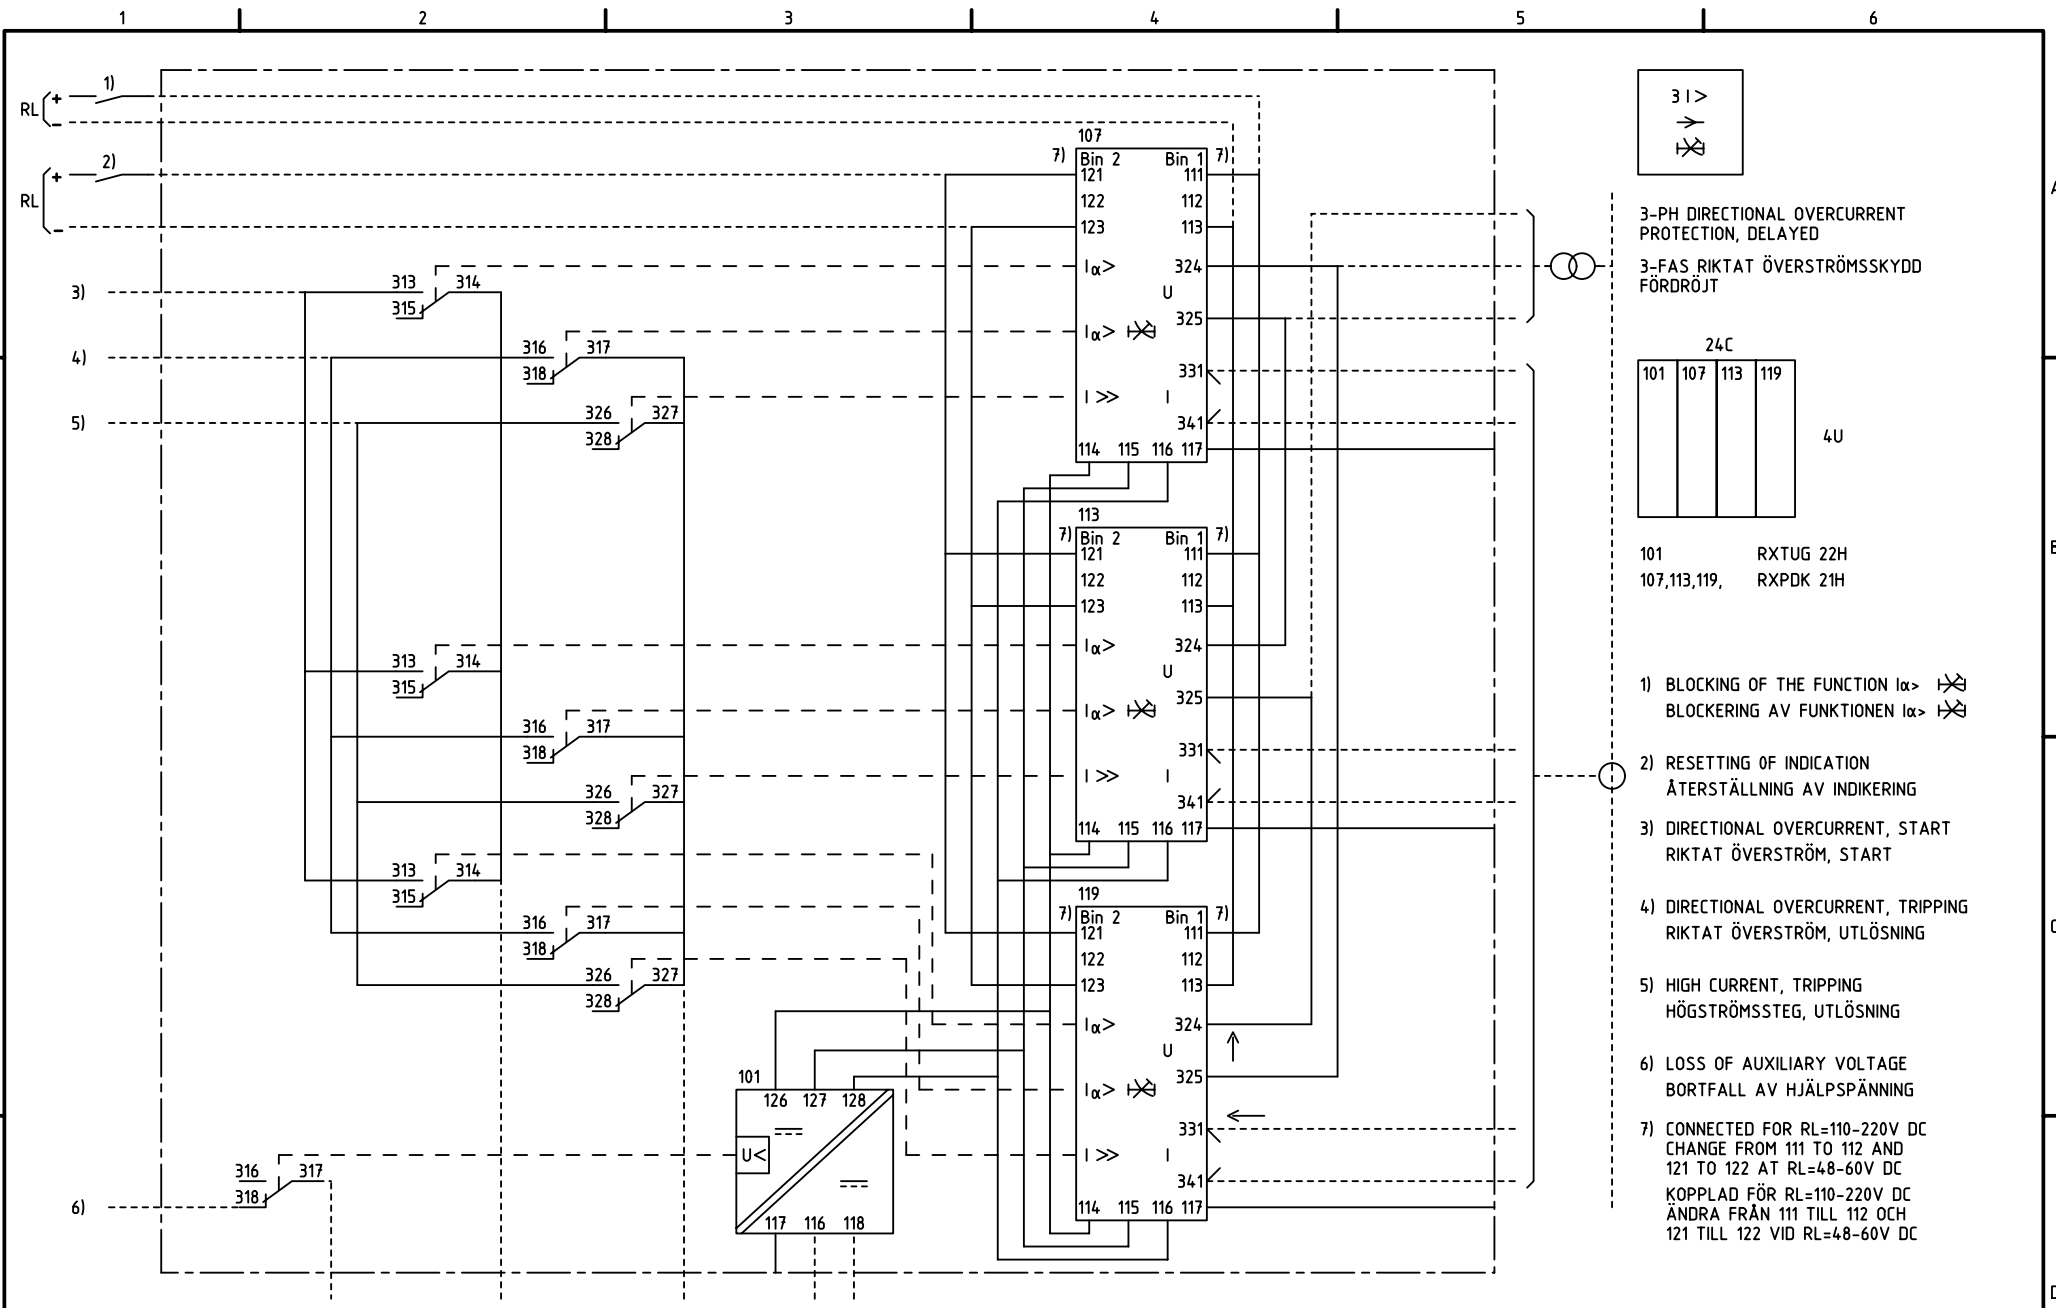 1 2 3 4 5 6
1)
RL + −
2)
RL + −
3)
4)
5)
6)
313 314
315
316 317
318
326 327
328
313 314
315
316 317
318
326 327
328
313 314
315
316 317
318
326 327
328
316 317
318
101
126 127 128
U<
117 116 118
107
7) Bin 2 Bin 1 7)
121 111
122 112
123 113
Iα> 324
U
Iα> 325
331
I>> I
341
114 115 116 117
113
7) Bin 2 Bin 1 7)
121 111
122 112
123 113
Iα> 324
U
Iα> 325
331
I>> I
341
114 115 116 117
119
7) Bin 2 Bin 1 7)
121 111
122 112
123 113
Iα> 324
U
Iα> 325
331
I>> I
341
114 115 116 117
3I>
3-PH DIRECTIONAL OVERCURRENT
PROTECTION, DELAYED
3-FAS RIKTAT ÖVERSTRÖMSSKYDD
FÖRDRÖJT
24C
101 107 113 119
4U
101 RXTUG 22H
107,113,119, RXPDK 21H
1) BLOCKING OF THE FUNCTION Iα>
BLOCKERING AV FUNKTIONEN Iα>
2) RESETTING OF INDICATION
ÅTERSTÄLLNING AV INDIKERING
3) DIRECTIONAL OVERCURRENT, START
RIKTAT ÖVERSTRÖM, START
4) DIRECTIONAL OVERCURRENT, TRIPPING
RIKTAT ÖVERSTRÖM, UTLÖSNING
5) HIGH CURRENT, TRIPPING
HÖGSTRÖMSSTEG, UTLÖSNING
6) LOSS OF AUXILIARY VOLTAGE
BORTFALL AV HJÄLPSPÄNNING
7) CONNECTED FOR RL=110-220V DC
CHANGE FROM 111 TO 112 AND
121 TO 122 AT RL=48-60V DC
KOPPLAD FÖR RL=110-220V DC
ÄNDRA FRÅN 111 TILL 112 OCH
121 TILL 122 VID RL=48-60V DC